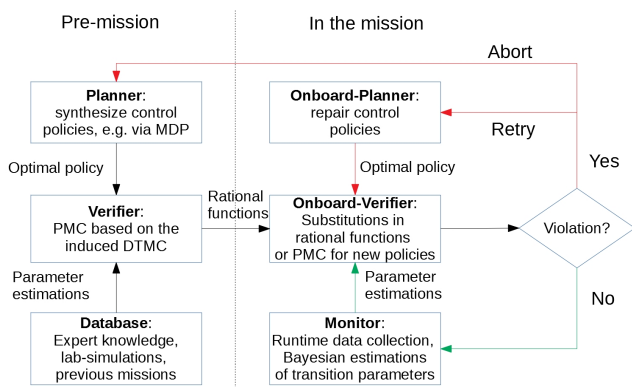 Pre-mission
In the mission
Abort
Planner:
synthesize control
policies, e.g. via MDP
Onboard-Planner:
repair control
policies
Retry
Optimal policy
Optimal policy
Yes
Verifier:
PMC based on the
induced DTMC
Rational
functions
Onboard-Verifier:
Substitutions in
rational functions
or PMC for new policies
Violation?
Parameter
estimations
Parameter
estimations
No
Database:
Expert knowledge,
lab-simulations,
previous missions
Monitor:
Runtime data collection,
Bayesian estimations
of transition parameters